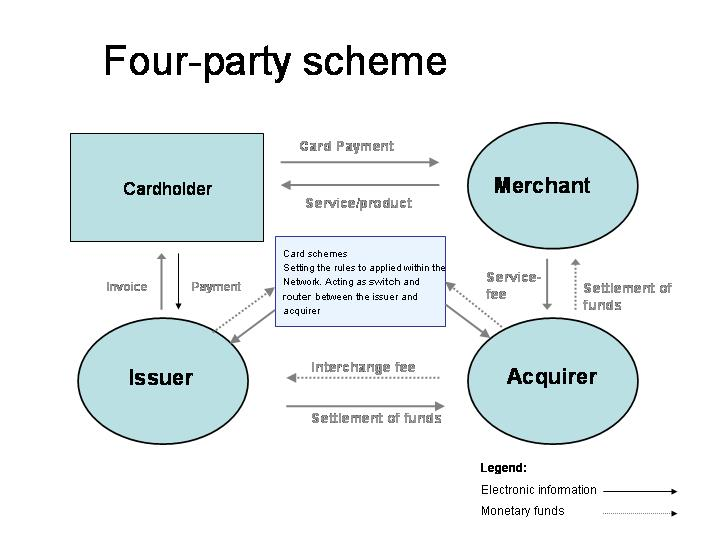 Four-party scheme
Card Payment
Cardholder
Merchant
Service/product
Card schemes
Setting the rules to applied within the
Network. Acting as switch and
router between the issuer and
acquirer
Invoice
Payment
Service-
fee
Settlement of
funds
Issuer
Interchange fee
Acquirer
Settlement of funds
Legend:
Electronic information
Monetary funds